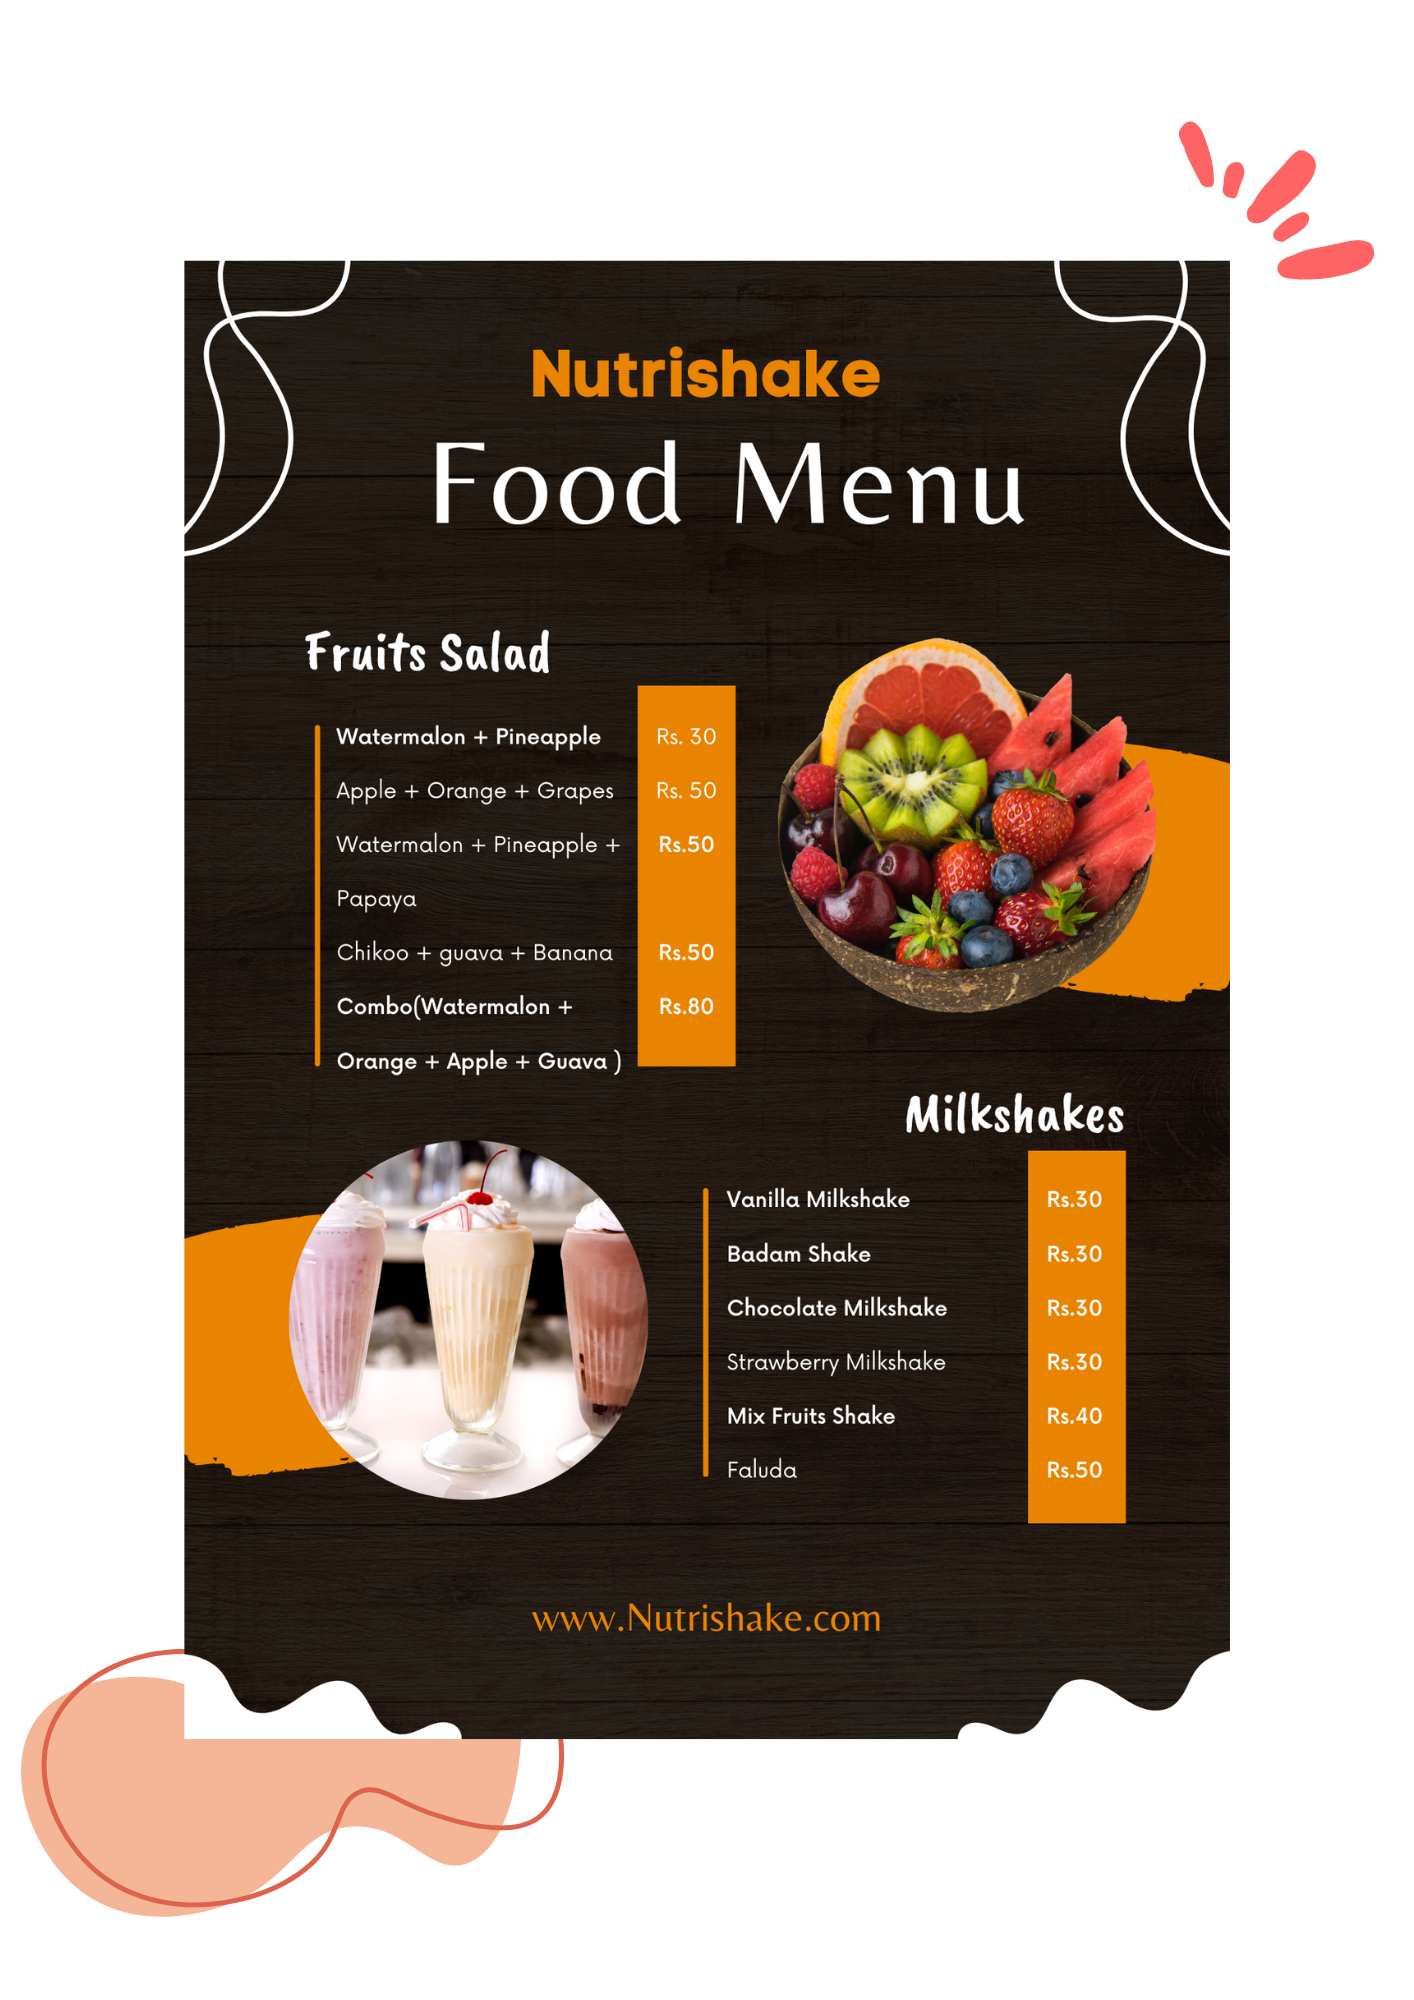 Nutrishake
Food Menu
Fruits Salad
Watermalon + Pineapple Rs. 30
Apple + Orange + Grapes Rs. 50
Watermalon + Pineapple + Rs.50
Papaya
Chikoo + guava + Banana Rs.50
Combo(Watermalon + Rs.80
Orange + Apple + Guava )
Milkshakes
Vanilla Milkshake Rs.30
Badam Shake Rs.30
Chocolate Milkshake Rs.30
Strawberry Milkshake Rs.30
Mix Fruits Shake Rs.40
Faluda Rs.50
www.Nutrishake.com